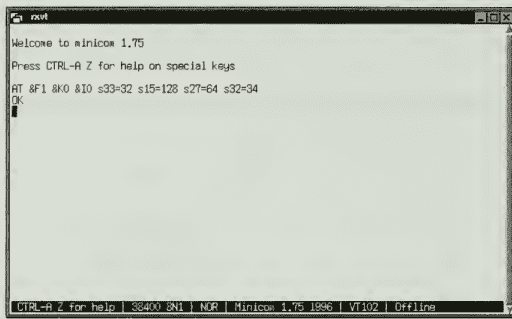 rxvt
Welcome to minicom 1.75
Press CTRL-A Z for help on special keys
AT &F1 &K0 &I0 s33=32 s15=128 s27=64 s32=34
OK
CTRL-A Z for help | 38400 8N1 | NOR | Minicom 1.75 1996 | VT102 | Offline